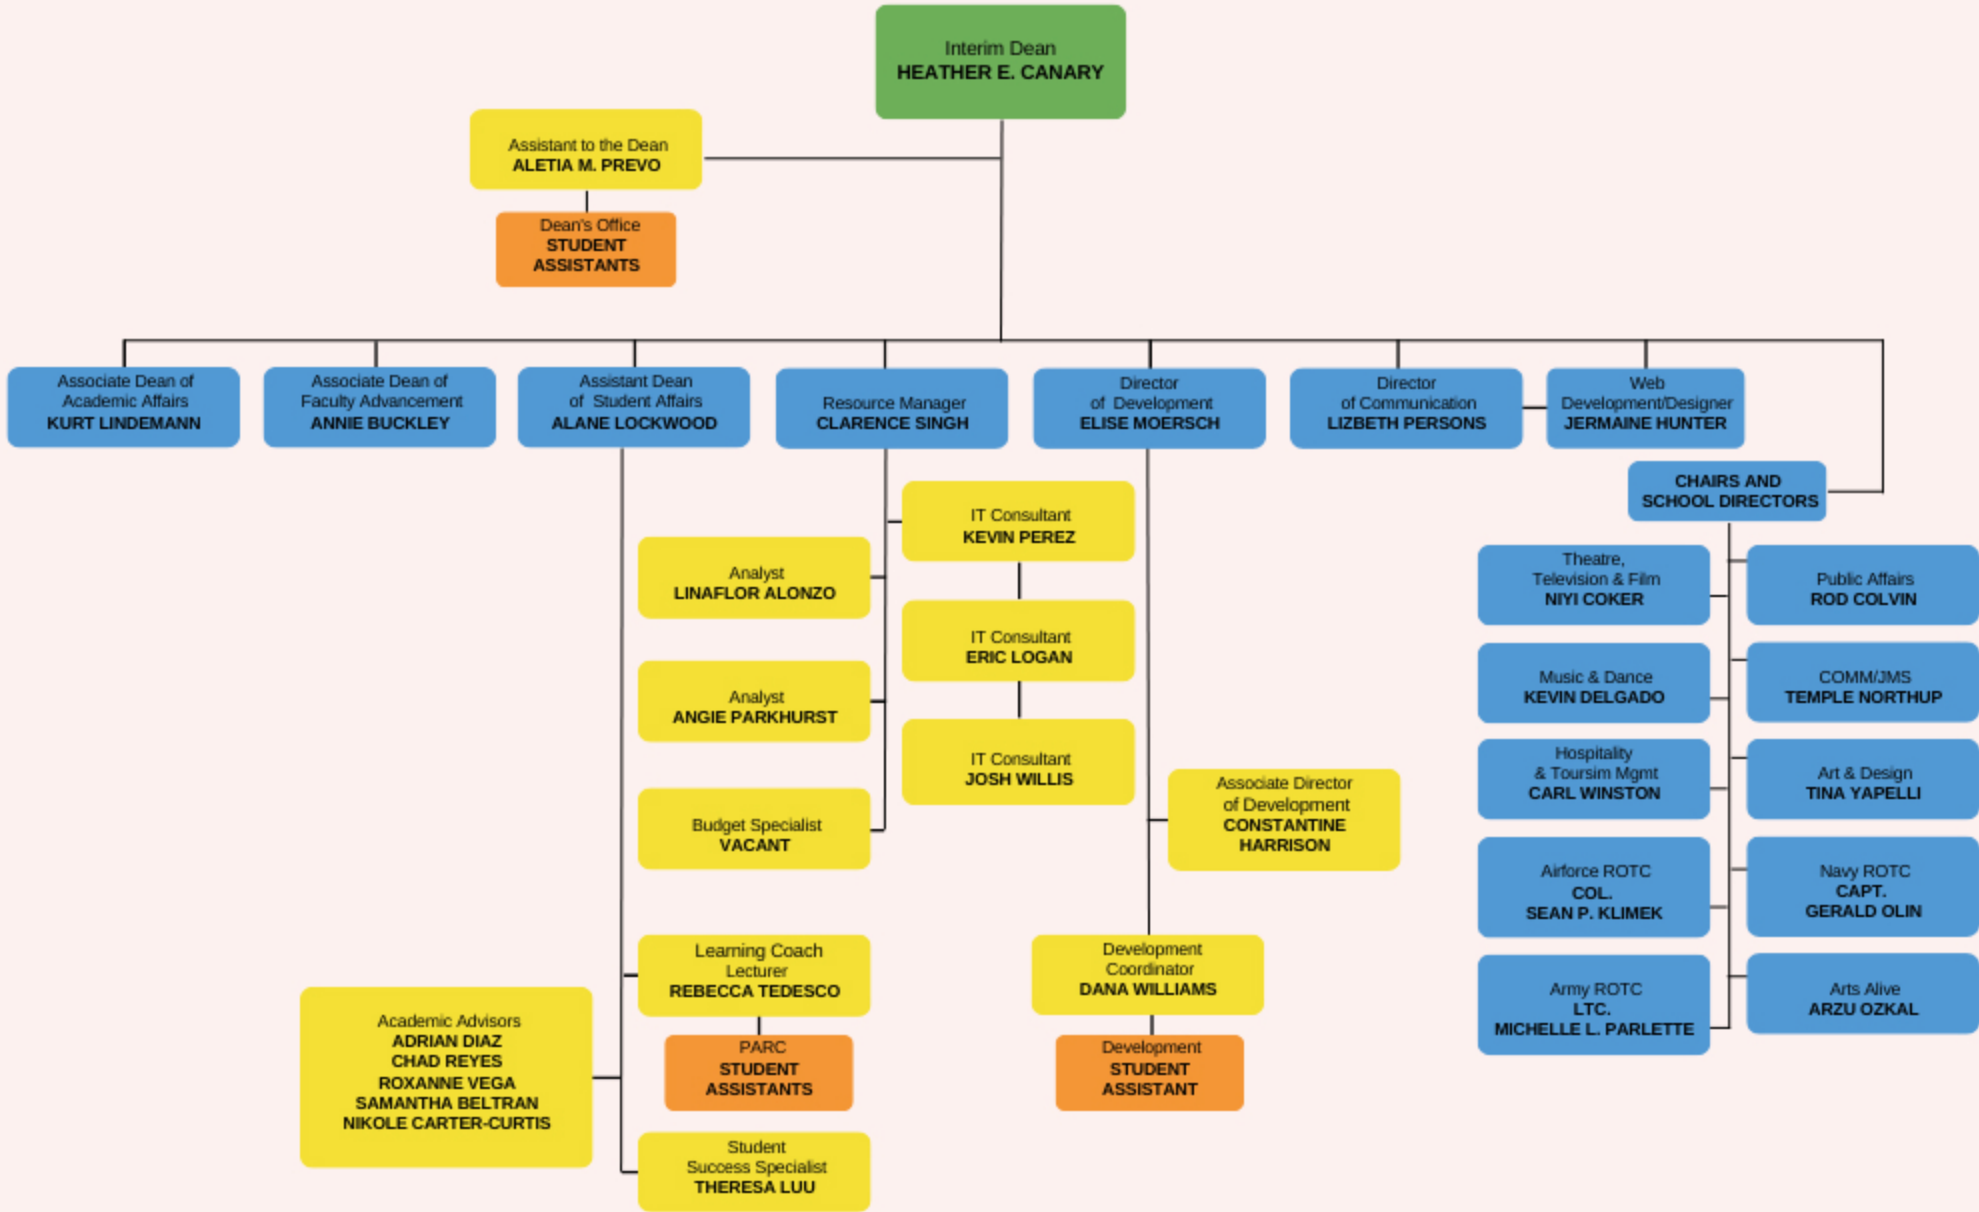 Interim Dean
HEATHER E. CANARY
Assistant to the Dean
ALETIA M. PREVO
Dean's Office
STUDENT
ASSISTANTS
Associate Dean of
Academic Affairs
KURT LINDEMANN
Associate Dean of
Faculty Advancement
ANNIE BUCKLEY
Assistant Dean
of Student Affairs
ALANE LOCKWOOD
Resource Manager
CLARENCE SINGH
Director
of Development
ELISE MOERSCH
Director
of Communication
LIZBETH PERSONS
Web
Development/Designer
JERMAINE HUNTER
CHAIRS AND
SCHOOL DIRECTORS
IT Consultant
KEVIN PEREZ
Analyst
LINAFLOR ALONZO
IT Consultant
ERIC LOGAN
Analyst
ANGIE PARKHURST
IT Consultant
JOSH WILLIS
Budget Specialist
VACANT
Associate Director
of Development
CONSTANTINE
HARRISON
Theatre,
Television & Film
NIYI COKER
Public Affairs
ROD COLVIN
Music & Dance
KEVIN DELGADO
COMM/JMS
TEMPLE NORTHUP
Hospitality
& Toursim Mgmt
CARL WINSTON
Art & Design
TINA YAPELLI
Airforce ROTC
COL.
SEAN P. KLIMEK
Navy ROTC
CAPT.
GERALD OLIN
Army ROTC
LTC.
MICHELLE L. PARLETTE
Arts Alive
ARZU OZKAL
Learning Coach
Lecturer
REBECCA TEDESCO
PARC
STUDENT
ASSISTANTS
Development
Coordinator
DANA WILLIAMS
Development
STUDENT
ASSISTANT
Academic Advisors
ADRIAN DIAZ
CHAD REYES
ROXANNE VEGA
SAMANTHA BELTRAN
NIKOLE CARTER-CURTIS
Student
Success Specialist
THERESA LUU